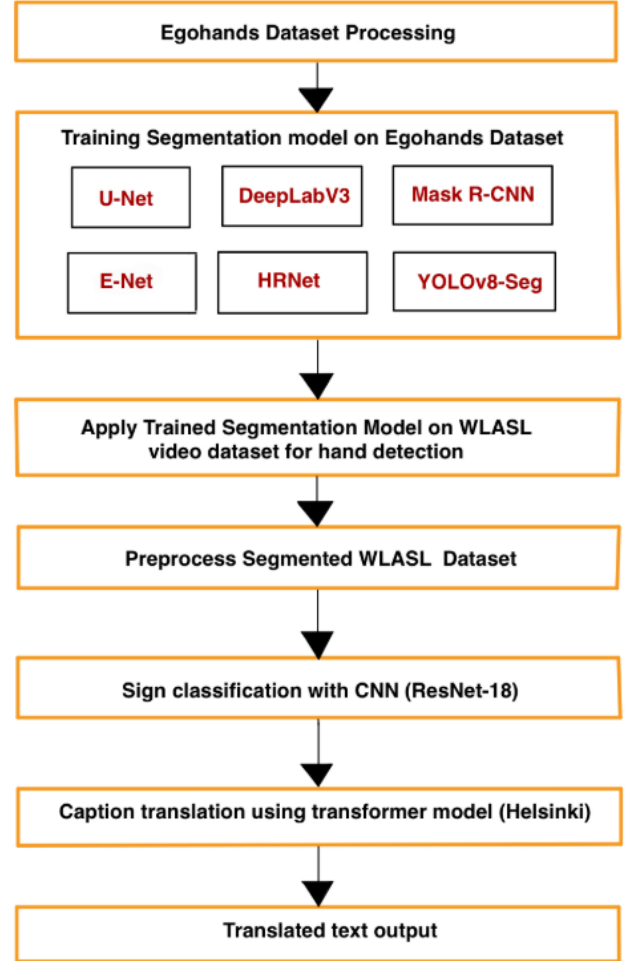 Egohands Dataset Processing
Training Segmentation model on Egohands Dataset
U-Net
DeepLabV3
Mask R-CNN
E-Net
HRNet
YOLOv8-Seg
Apply Trained Segmentation Model on WLASL
video dataset for hand detection
Preprocess Segmented WLASL Dataset
Sign classification with CNN (ResNet-18)
Caption translation using transformer model (Helsinki)
Translated text output